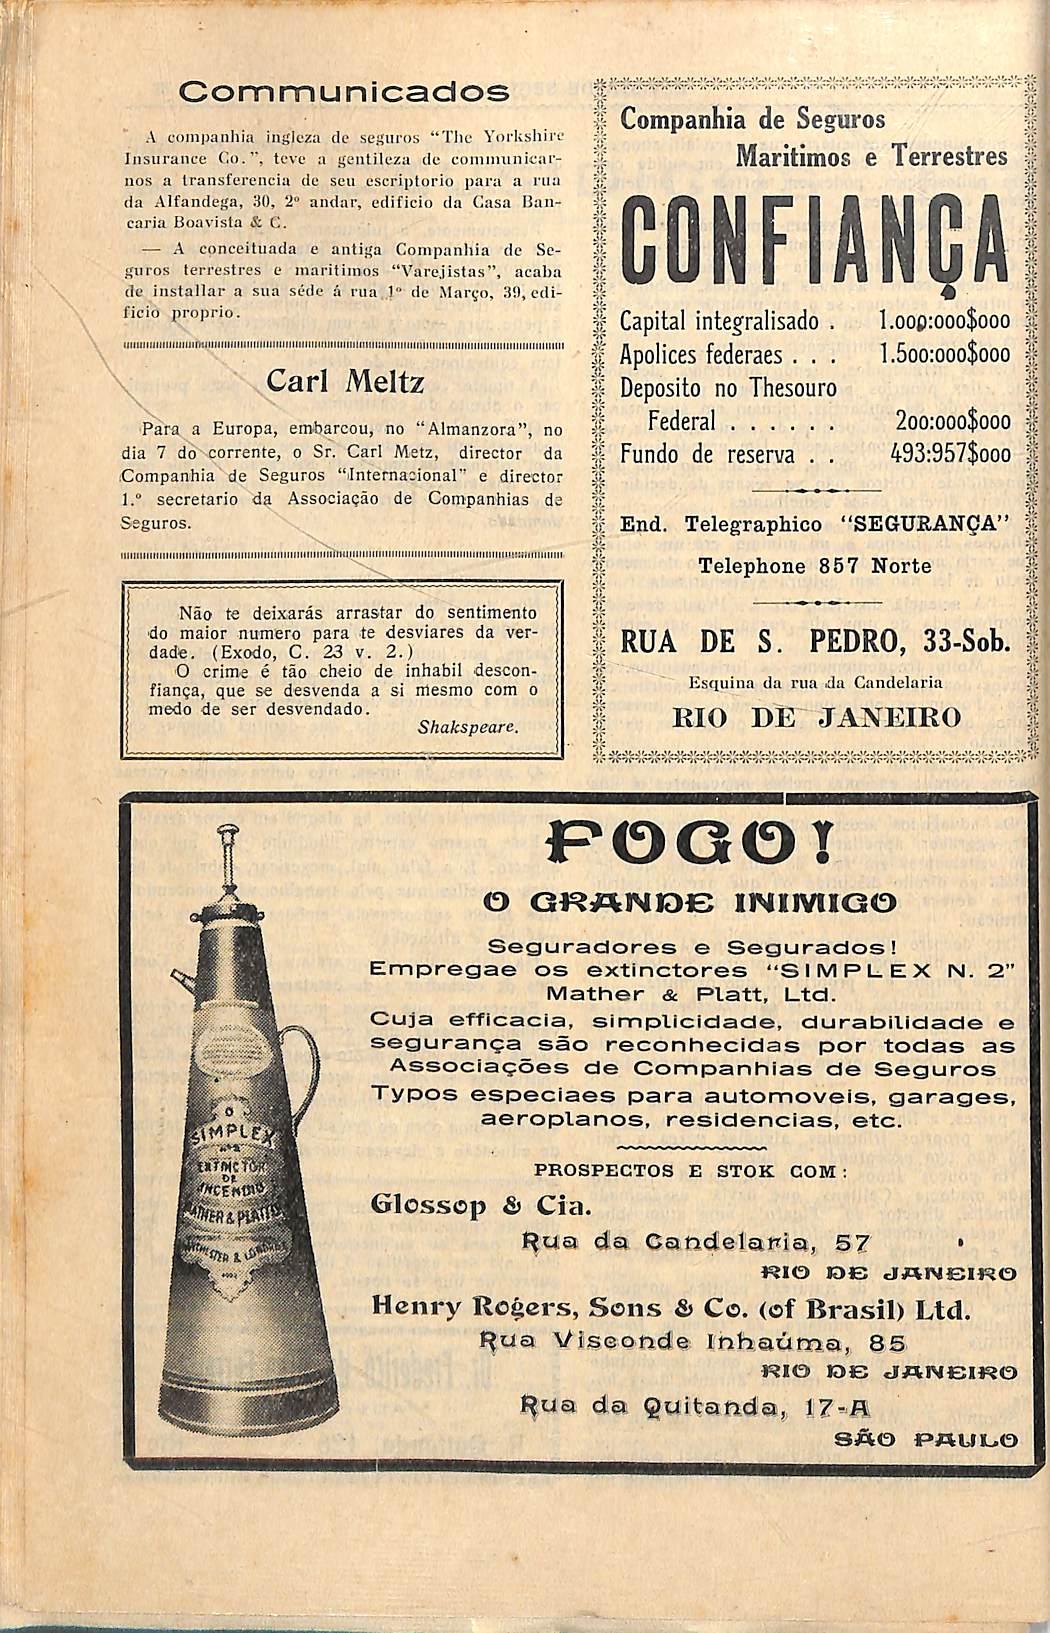 Communicados
A companhia ingleza de seguros "The Yorkshire
Insurance Co.", teve a gentileza de communicar-
nos a transferencia de seu escriptorio para a rua
da Alfandega, 30, 2º andar, edificio da Casa Ban-
caria Boavista & C.
— A conceituada e antiga Companhia de Se-
guros terrestres e maritimos "Varejistas", acaba
de installar a sua séde á rua 1º de Março, 39, edi-
ficio proprio.
Carl Meltz
Para a Europa, embarcou, no "Almanzora", no
dia 7 do corrente, o Sr. Carl Metz, director da
Companhia de Seguros "Internacional" e director
1.º secretario da Associação de Companhias de
Seguros.
Não te deixarás arrastar do sentimento
do maior numero para te desviares da ver-
dade. (Exodo, C. 23 v. 2.)
O crime é tão cheio de inhabil descon-
fiança, que se desvenda a si mesmo com o
medo de ser desvendado.
Shakspeare.
Companhia de Seguros
Maritimos e Terrestres
CONFIANÇA
Capital integralisado . 1.000:000$000
Apolices federaes . . . 1.500:000$000
Deposito no Thesouro
Federal . . . . . . 200:000$000
Fundo de reserva . . 493:957$000
End. Telegraphico "SEGURANÇA"
Telephone 857 Norte
RUA DE S. PEDRO, 33-Sob.
Esquina da rua da Candelaria
RIO DE JANEIRO
FOGO!
O GRANDE INIMIGO
Seguradores e Segurados!
Empregae os extinctores "SIMPLEX N. 2"
Mather & Platt, Ltd.
Cuja efficacia, simplicidade, durabilidade e
segurança são reconhecidas por todas as
Associações de Companhias de Seguros
Typos especiaes para automoveis, garages,
aeroplanos, residencias, etc.
PROSPECTOS E STOK COM:
Glossop & Cia.
Rua da Candelaria, 57
RIO DE JANEIRO
Henry Rogers, Sons & Co. (of Brasil) Ltd.
Rua Visconde Inhaúma, 85
RIO DE JANEIRO
Rua da Quitanda, 17-A
SÃO PAULO
O
SIMPLEX
Nº 2
EXTINCTOR
DE
INCENDIO
MATHER & PLATT